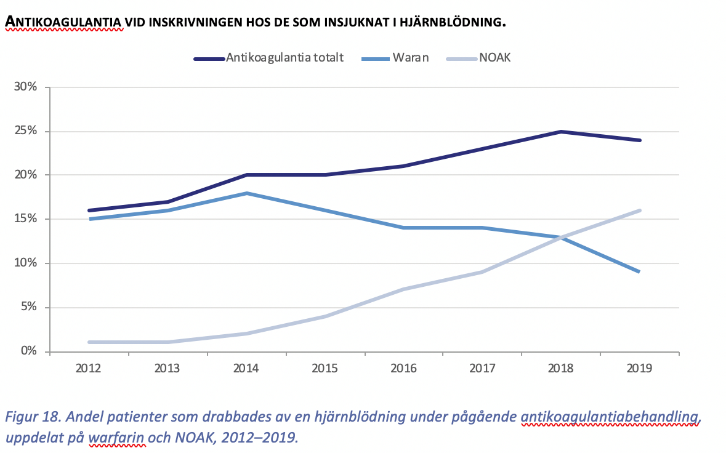 ANTIKOAGULANTIA VID INSKRIVNINGEN HOS DE SOM INSJUKNAT I HJÄRNBLÖDNING.
Antikoagulantia totalt Waran NOAK
30%
25%
20%
15%
10%
5%
0%
2012 2013 2014 2015 2016 2017 2018 2019
Figur 18. Andel patienter som drabbades av en hjärnblödning under pågående antikoagulantiabehandling,
uppdelat på warfarin och NOAK, 2012–2019.